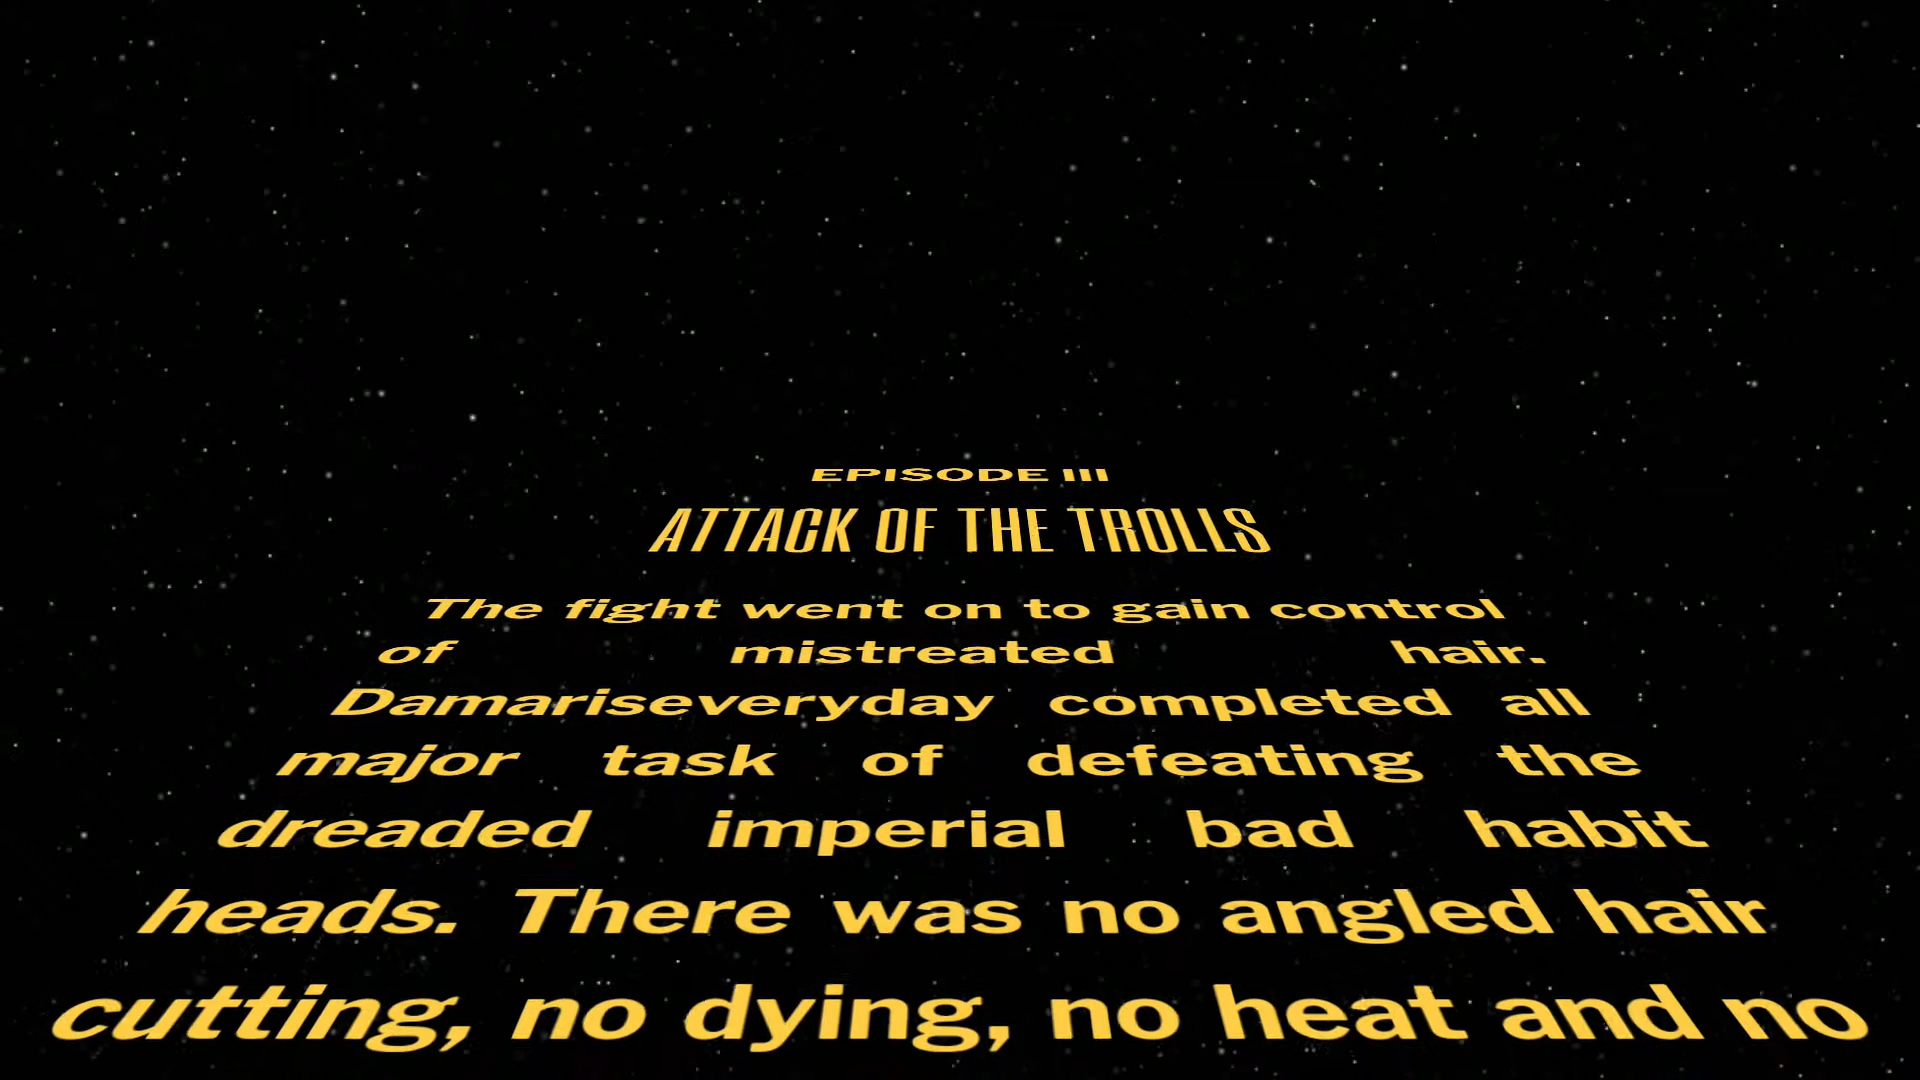 EPISODE III
ATTACK OF THE TROLLS
The fight went on to gain control
of mistreated hair.
Damariseveryday completed all
major task of defeating the
dreaded imperial bad habit
heads. There was no angled hair
cutting, no dying, no heat and no